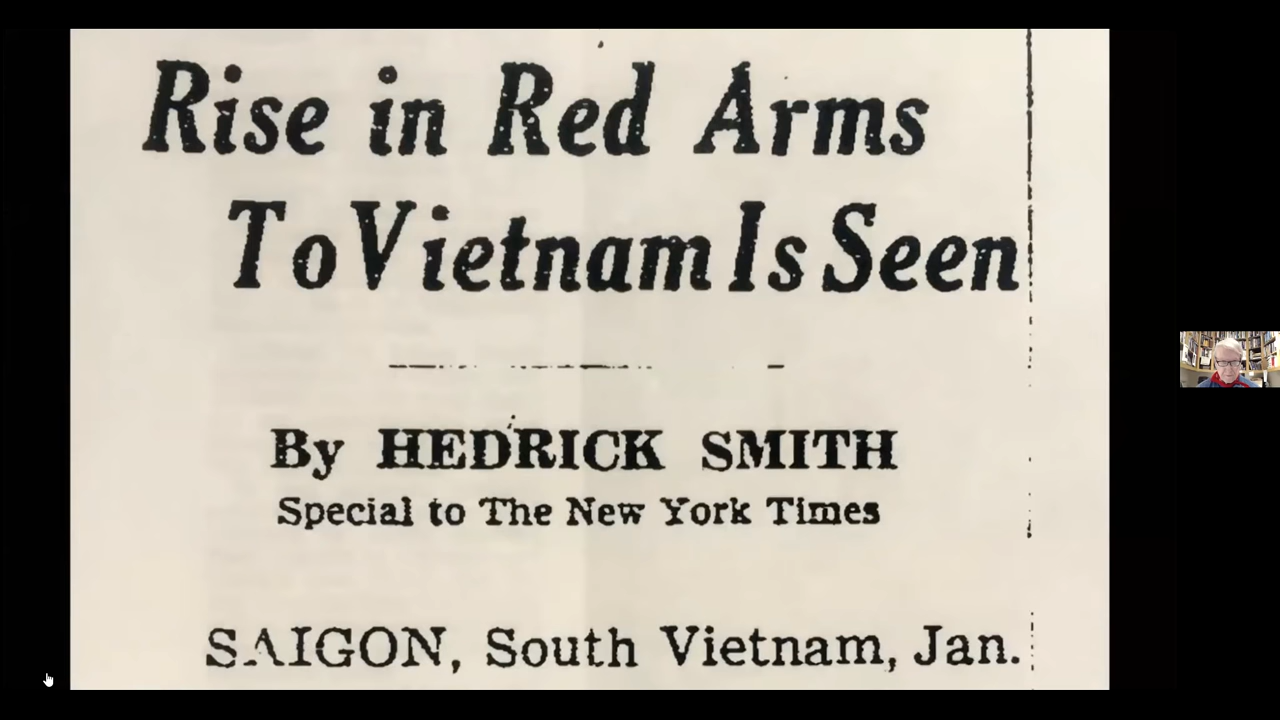 Rise in Red Arms
To Vietnam Is Seen
By HEDRICK SMITH
Special to The New York Times
SAIGON, South Vietnam, Jan.